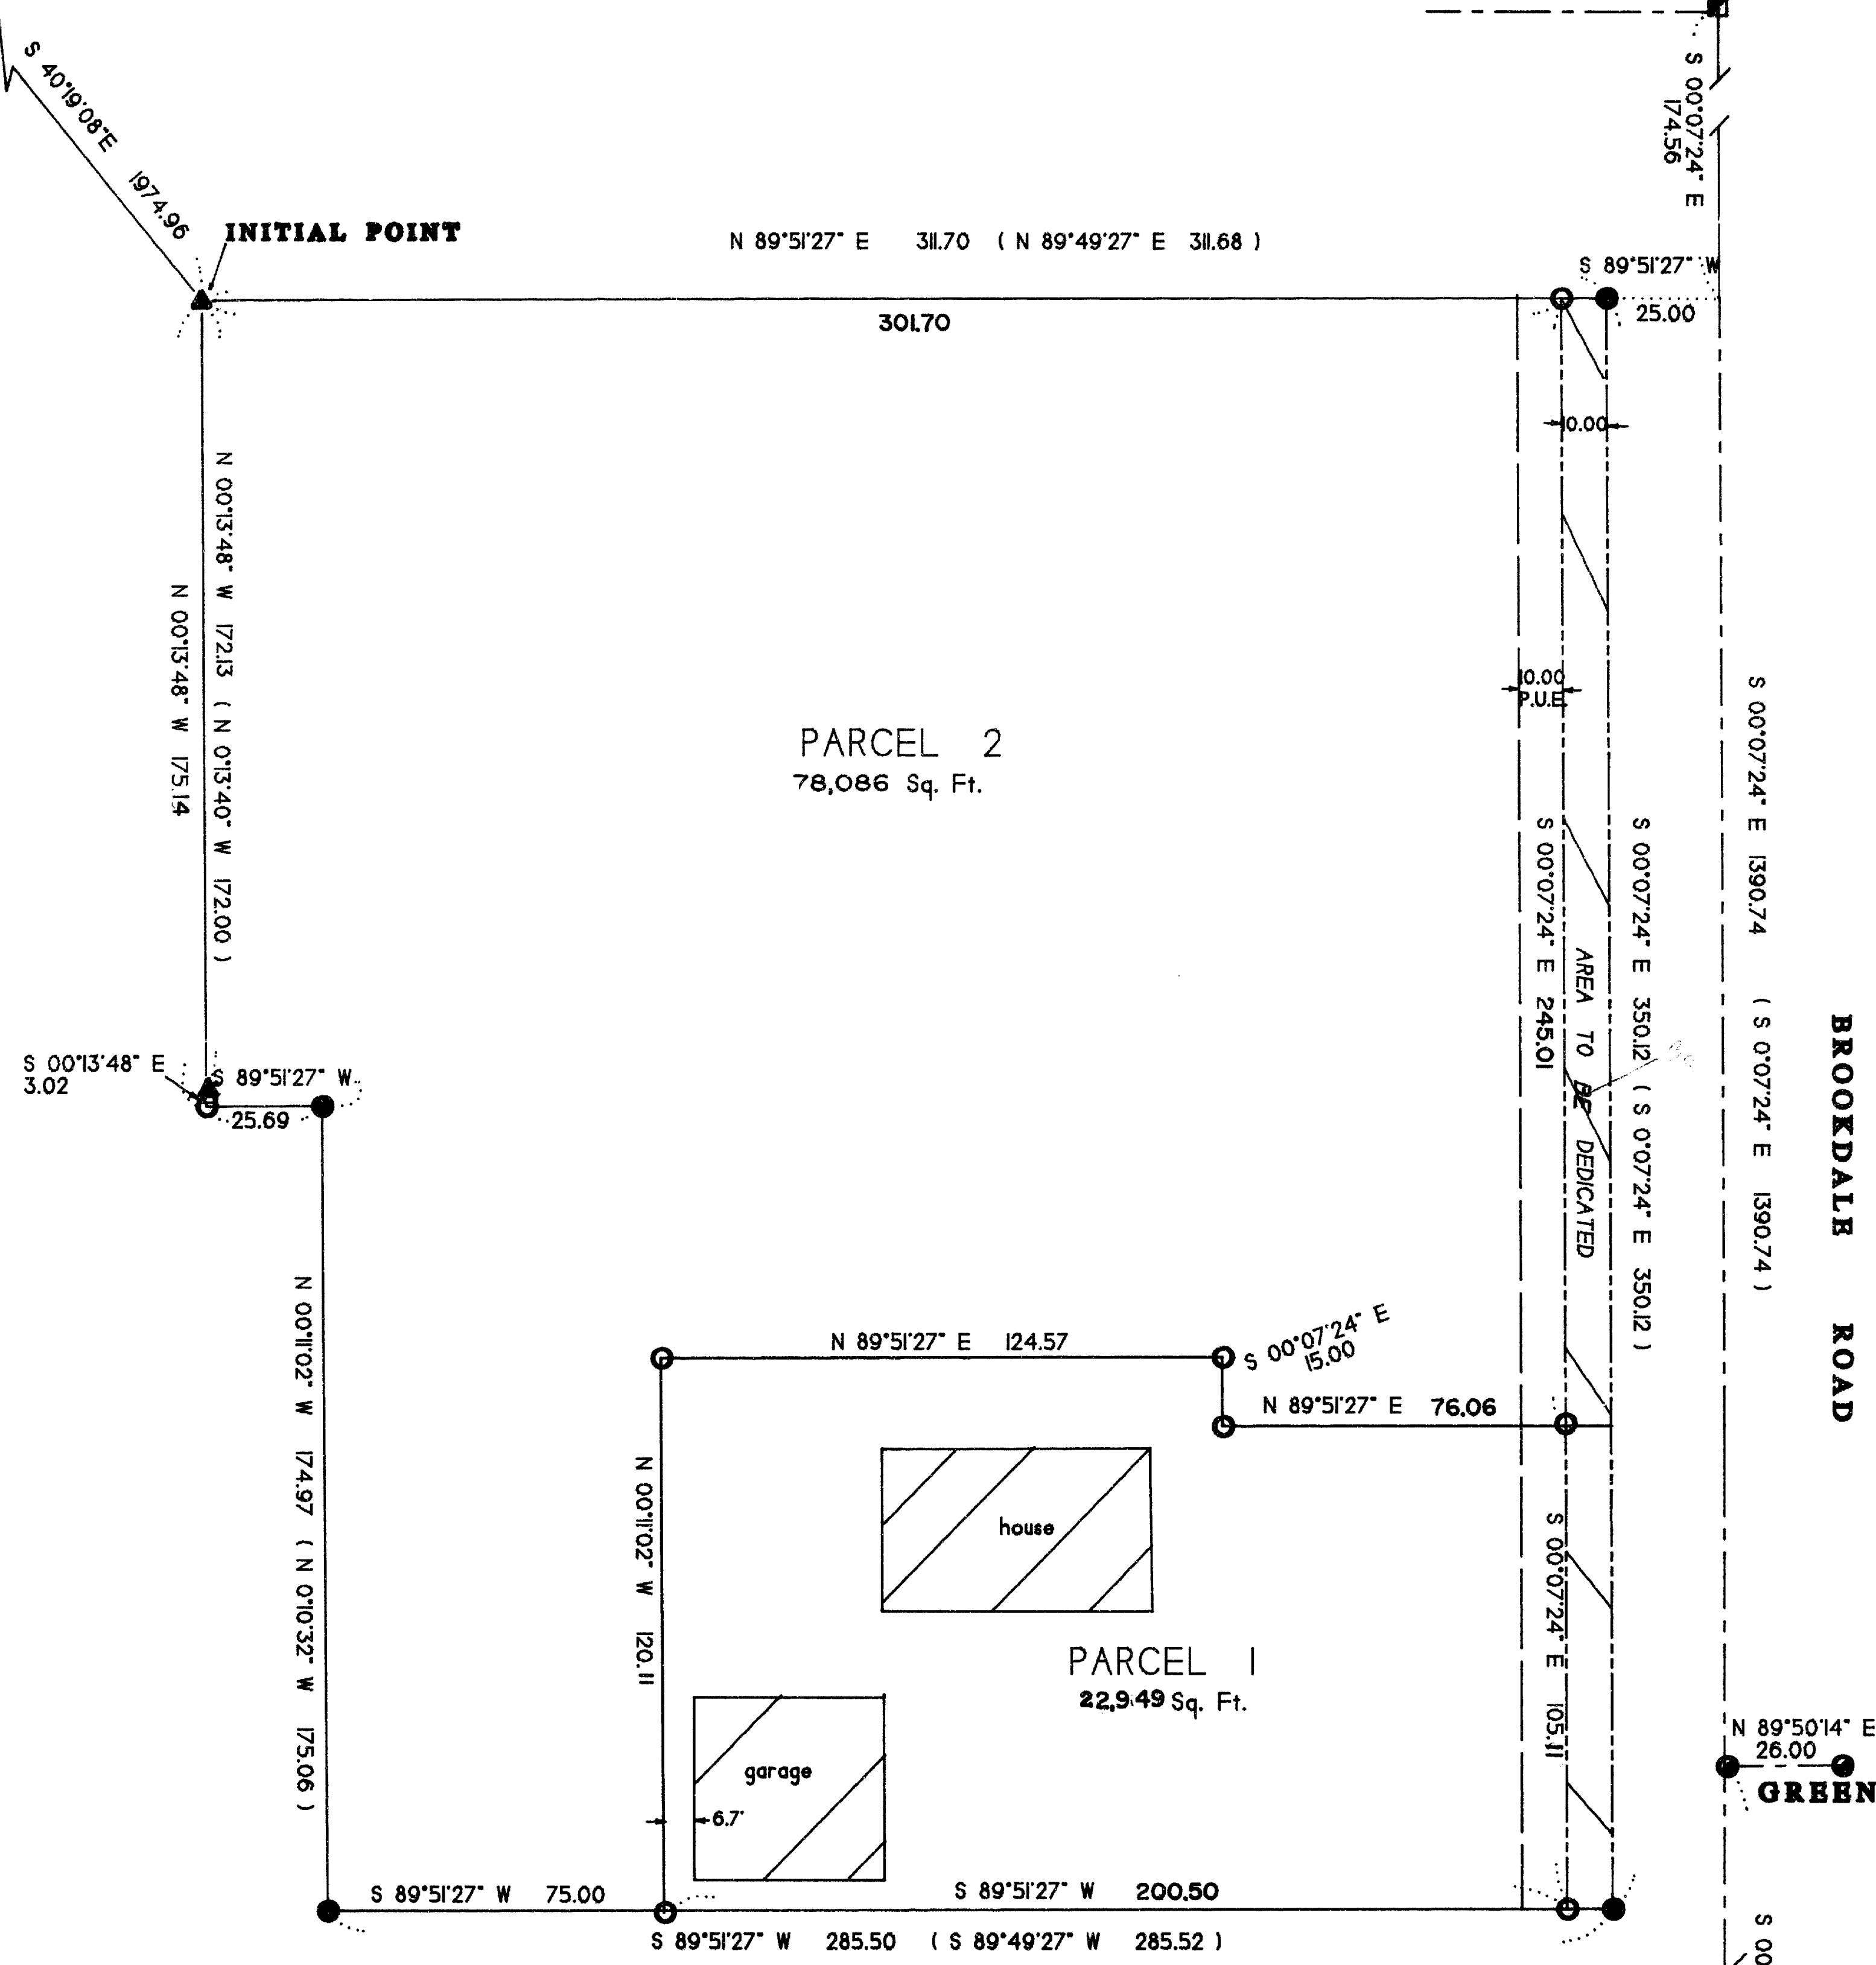 S 40°19'08" E 1974.96
INITIAL POINT
N 89°51'27" E 311.70 ( N 89°49'27" E 311.68 )
301.70
S 00°07'24" E
174.56
S 89°51'27" W
25.00
10.00
N 00°13'48" W 172.13 ( N 0°13'40" W 172.00 )
N 00°13'48" W 175.14
10.00
P.U.E.
PARCEL 2
78,086 Sq. Ft.
S 00°07'24" E 245.01
AREA TO BE DEDICATED
S 00°07'24" E 350.12 ( S 0°07'24" E 350.12 )
S 00°07'24" E 1390.74 ( S 0°07'24" E 1390.74 )
BROOKDALE ROAD
S 00°13'48" E
3.02
S 89°51'27" W
25.69
N 00°11'02" W 174.97 ( N 0°10'32" W 175.06 )
N 89°51'27" E 124.57
S 00°07'24" E
15.00
N 89°51'27" E 76.06
N 00°11'02" W 120.11
house
PARCEL 1
22,949 Sq. Ft.
S 00°07'24" E 105.11
garage
6.7'
N 89°50'14" E
26.00
GREEN
S 89°51'27" W 75.00
S 89°51'27" W 200.50
S 89°51'27" W 285.50 ( S 89°49'27" W 285.52 )
S 00